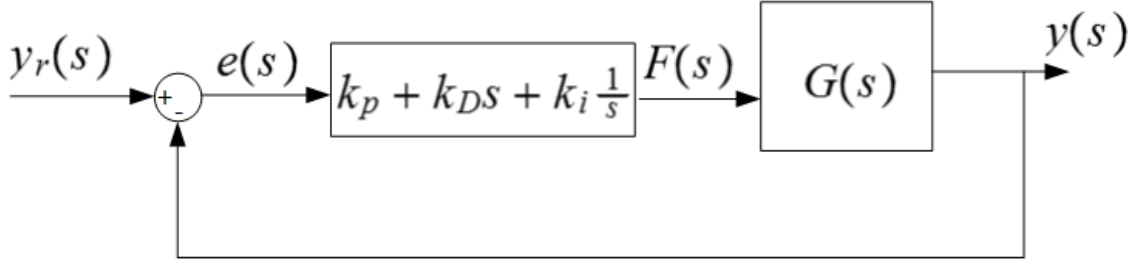 y_r(s)
+
-
e(s)
k_p + k_D s + k_i 1/s
F(s)
G(s)
y(s)